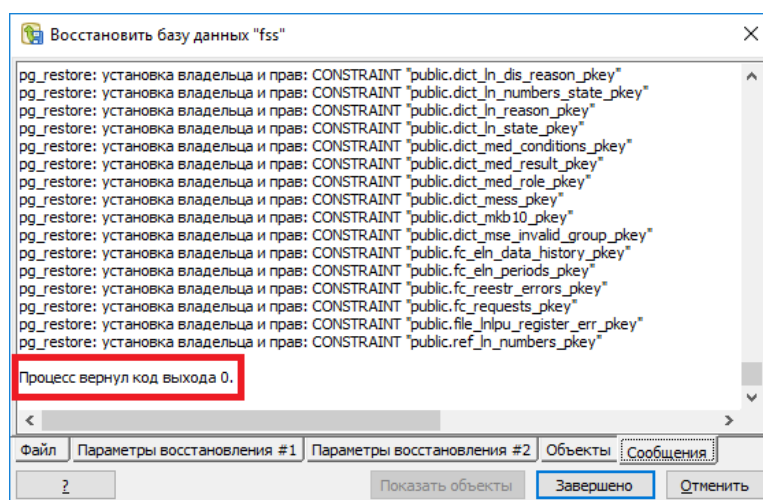 Восстановить базу данных "fss"
pg_restore: установка владельца и прав: CONSTRAINT "public.dict_ln_dis_reason_pkey"
pg_restore: установка владельца и прав: CONSTRAINT "public.dict_ln_numbers_state_pkey"
pg_restore: установка владельца и прав: CONSTRAINT "public.dict_ln_reason_pkey"
pg_restore: установка владельца и прав: CONSTRAINT "public.dict_ln_state_pkey"
pg_restore: установка владельца и прав: CONSTRAINT "public.dict_med_conditions_pkey"
pg_restore: установка владельца и прав: CONSTRAINT "public.dict_med_result_pkey"
pg_restore: установка владельца и прав: CONSTRAINT "public.dict_med_role_pkey"
pg_restore: установка владельца и прав: CONSTRAINT "public.dict_mess_pkey"
pg_restore: установка владельца и прав: CONSTRAINT "public.dict_mkb10_pkey"
pg_restore: установка владельца и прав: CONSTRAINT "public.dict_mse_invalid_group_pkey"
pg_restore: установка владельца и прав: CONSTRAINT "public.fc_eln_data_history_pkey"
pg_restore: установка владельца и прав: CONSTRAINT "public.fc_eln_periods_pkey"
pg_restore: установка владельца и прав: CONSTRAINT "public.fc_reestr_errors_pkey"
pg_restore: установка владельца и прав: CONSTRAINT "public.fc_requests_pkey"
pg_restore: установка владельца и прав: CONSTRAINT "public.file_lnlpu_register_err_pkey"
pg_restore: установка владельца и прав: CONSTRAINT "public.ref_ln_numbers_pkey"
Процесс вернул код выхода 0.
Файл Параметры восстановления #1 Параметры восстановления #2 Объекты Сообщения
? Показать объекты Завершено Отменить